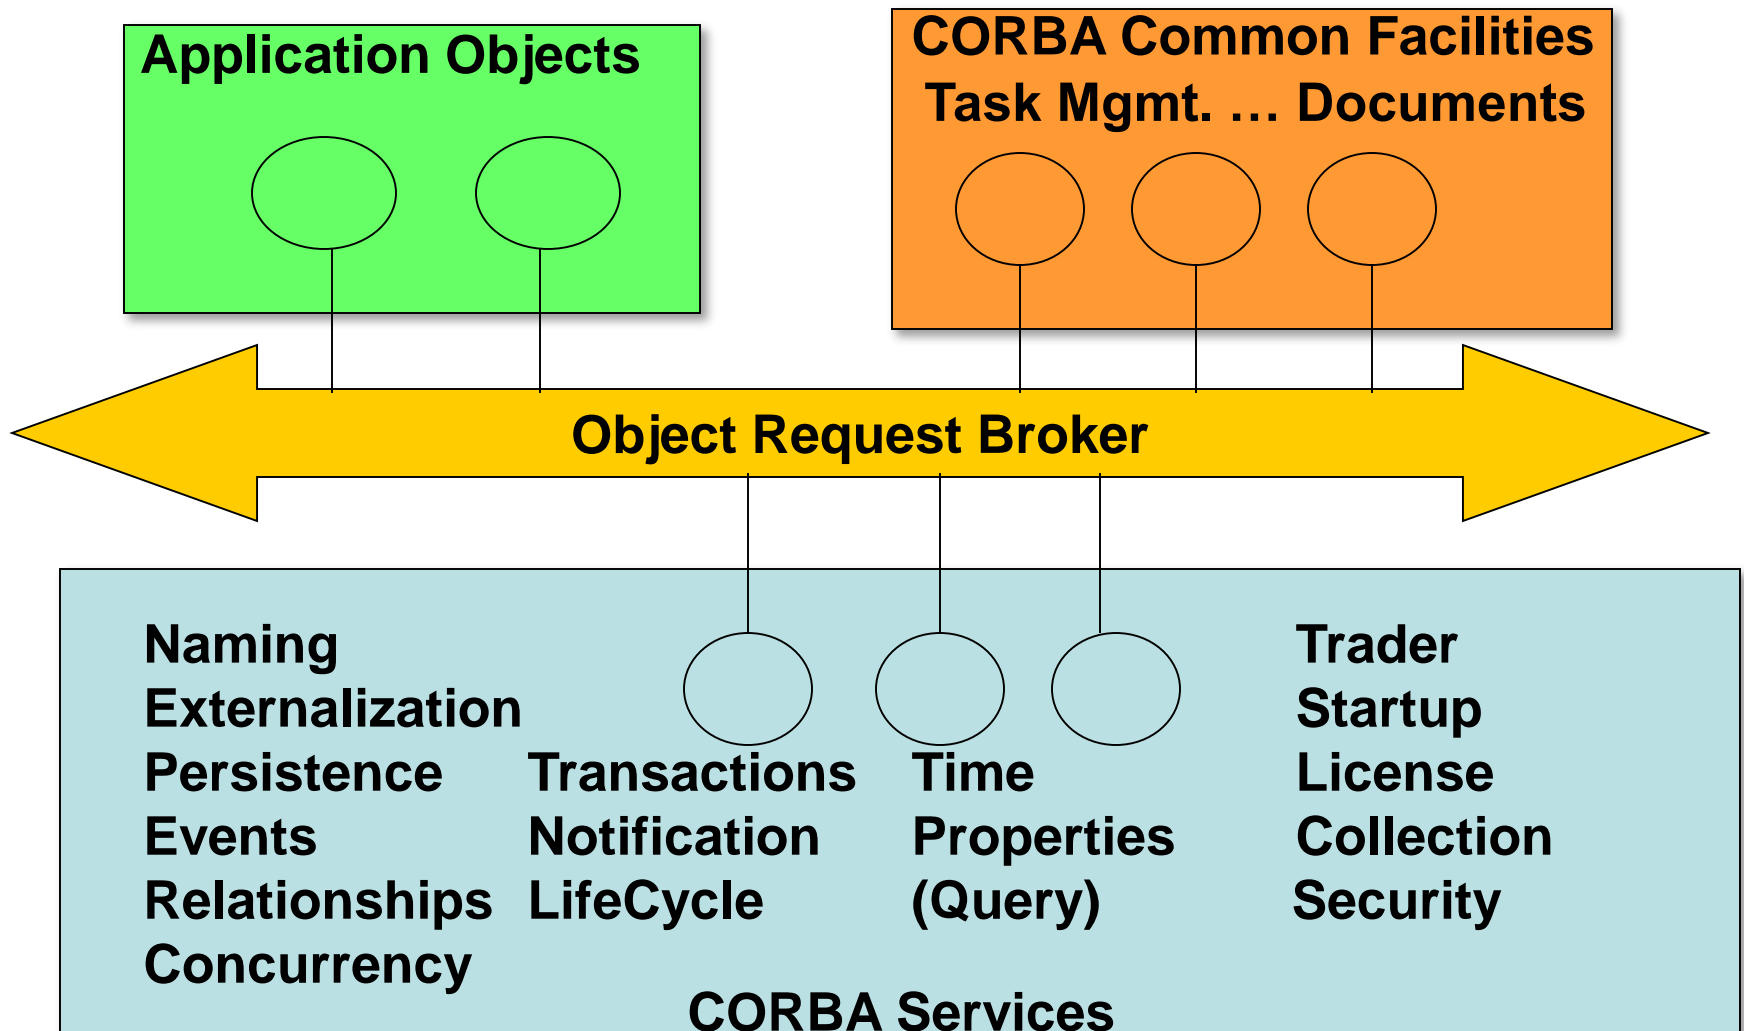 Application Objects
CORBA Common Facilities
Task Mgmt. … Documents
Object Request Broker
Naming
Externalization
Persistence
Events
Relationships
Concurrency
Transactions
Notification
LifeCycle
Time
Properties
(Query)
Trader
Startup
License
Collection
Security
CORBA Services